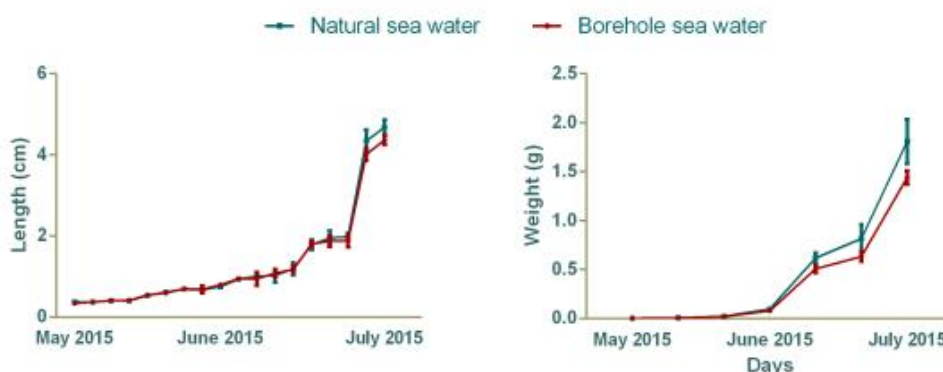 Natural sea water
Borehole sea water
6
4
2
0
Length (cm)
May 2015
June 2015
July 2015
2.5
2.0
1.5
1.0
0.5
0.0
Weight (g)
May 2015
June 2015
July 2015
Days